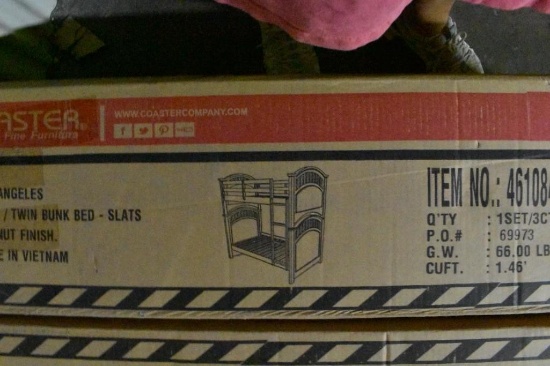 ASTER
Fine Furniture
WWW.COASTERCOMPANY.COM
ANGELES
/ TWIN BUNK BED - SLATS
NUT FINISH.
E IN VIETNAM
ITEM NO.: 46108
Q'TY : 1SET/3C
P.O.# : 69973
G.W. : 66.00 LB
CUFT. : 1.46'